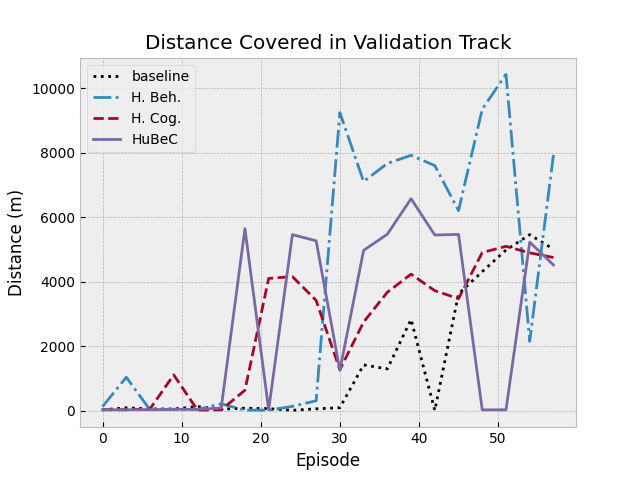 Distance Covered in Validation Track
baseline
H. Beh.
H. Cog.
HuBeC
10000
8000
6000
4000
2000
0
Distance (m)
0 10 20 30 40 50
Episode